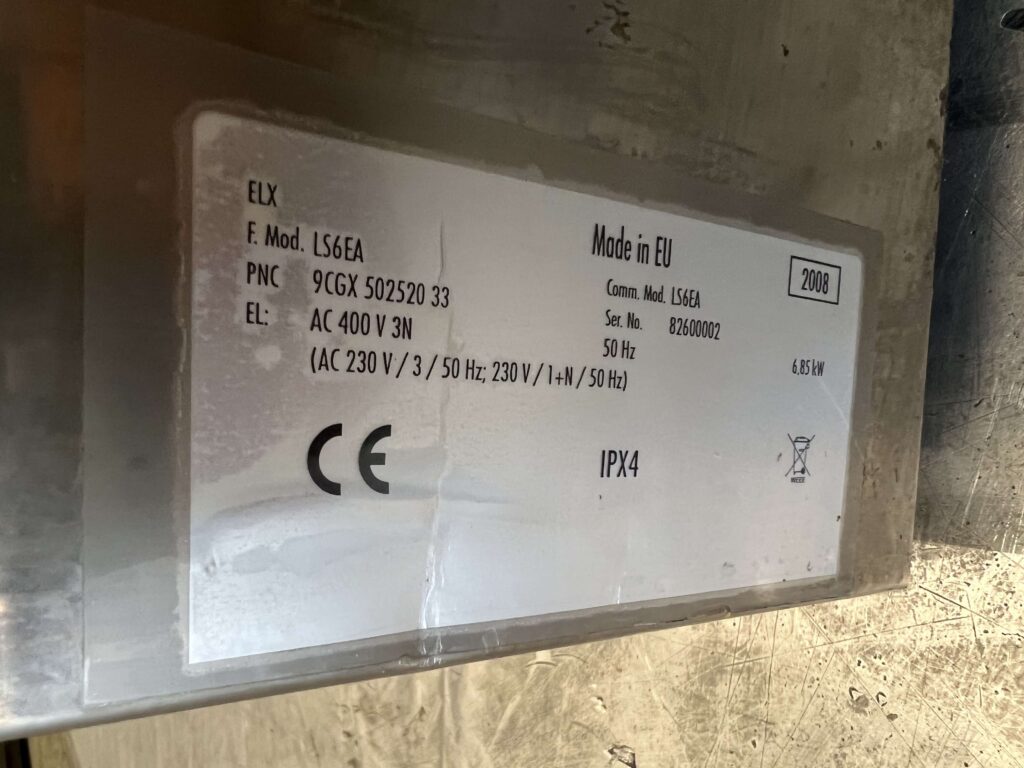 ELX
F. Mod. LS6EA
PNC 9CGX 502520 33
EL: AC 400 V 3N
(AC 230 V / 3 / 50 Hz; 230 V / 1+N / 50 Hz)
Made in EU
2008
Comm. Mod. LS6EA
Ser. No. 82600002
50 Hz
6,85 kW
CE
IPX4
WEEE